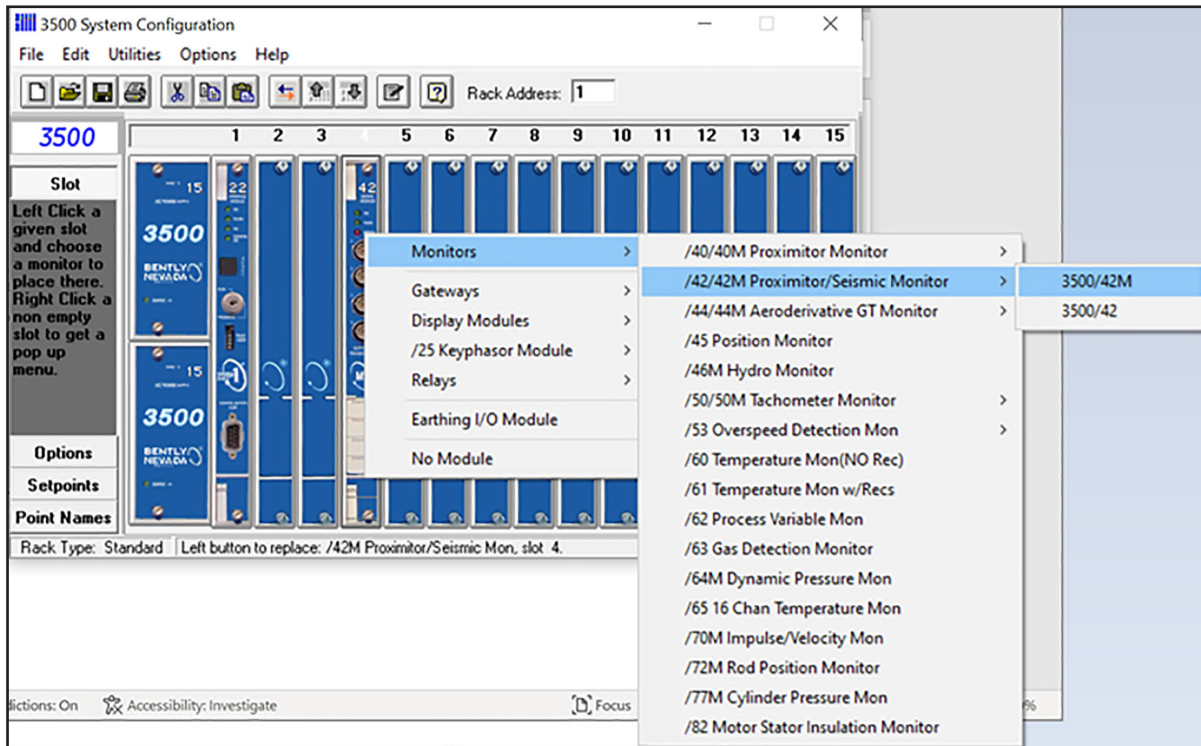 3500 System Configuration
File Edit Utilities Options Help
Rack Address: 1
3500
1 2 3 4 5 6 7 8 9 10 11 12 13 14 15
Slot
Left Click a
given slot
and choose
a monitor to
place there.
Right Click a
non empty
slot to get a
pop up
menu.
Options
Setpoints
Point Names
15
3500
BENTLY
NEVADA
15
3500
BENTLY
NEVADA
22
42
Monitors
Gateways
Display Modules
/25 Keyphasor Module
Relays
Earthing I/O Module
No Module
/40/40M Proximitor Monitor
/42/42M Proximitor/Seismic Monitor
/44/44M Aeroderivative GT Monitor
/45 Position Monitor
/46M Hydro Monitor
/50/50M Tachometer Monitor
/53 Overspeed Detection Mon
/60 Temperature Mon(NO Rec)
/61 Temperature Mon w/Recs
/62 Process Variable Mon
/63 Gas Detection Monitor
/64M Dynamic Pressure Mon
/65 16 Chan Temperature Mon
/70M Impulse/Velocity Mon
/72M Rod Position Monitor
/77M Cylinder Pressure Mon
/82 Motor Stator Insulation Monitor
3500/42M
3500/42
Rack Type: Standard Left button to replace: /42M Proximitor/Seismic Mon, slot 4.
dictions: On Accessibility: Investigate Focus %